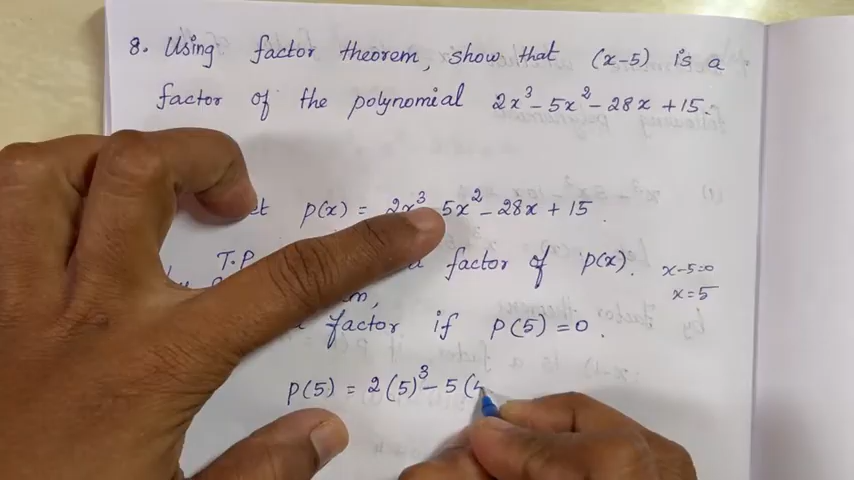 8. Using factor theorem, show that (x-5) is a
factor of the polynomial 2x³-5x²-28x+15.
p(x) = 2x³ 5x²-28x+15.
T.P factor of p(x).
x-5=0
x=5
factor if p(5)=0.
p(5) = 2(5)³-5(